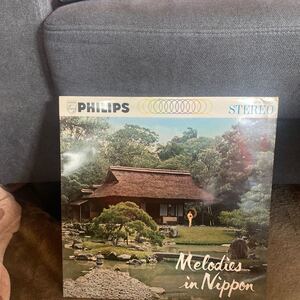 PHILIPS
STEREO
Melodies
in Nippon